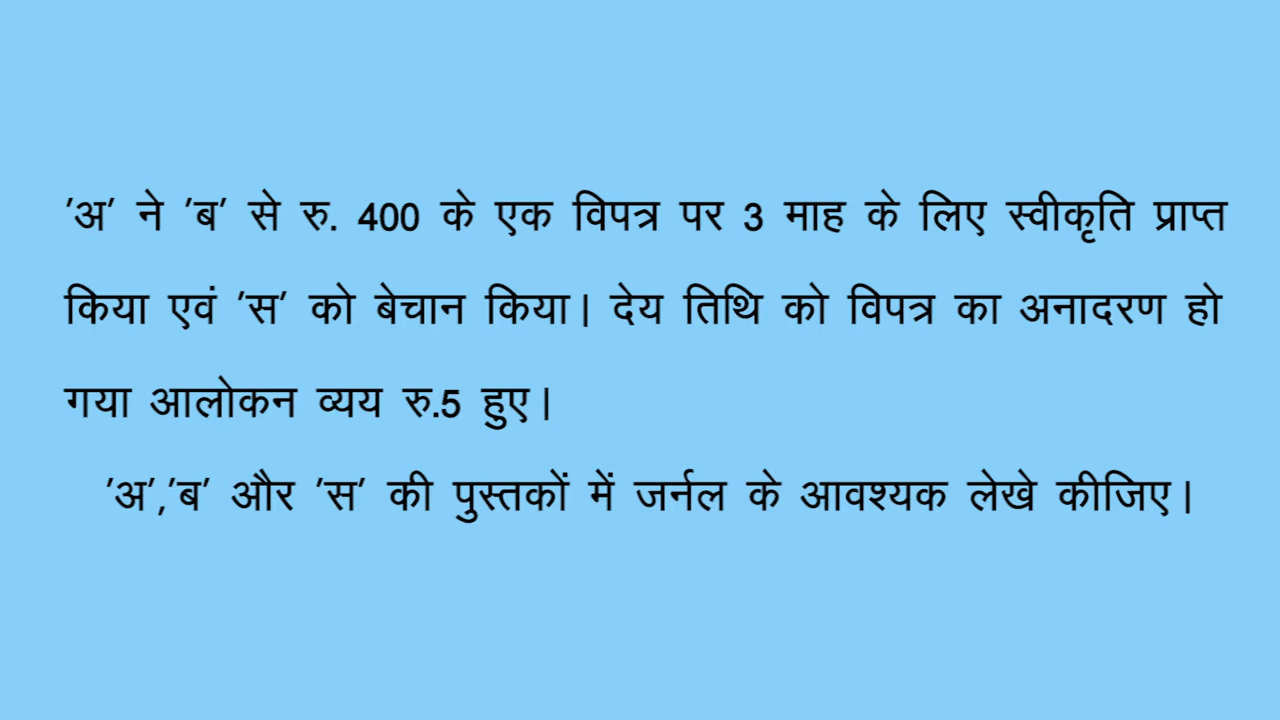 'अ' ने 'ब' से रु. 400 के एक विपत्र पर 3 माह के लिए स्वीकृति प्राप्त
किया एवं 'स' को बेचान किया। देय तिथि को विपत्र का अनादरण हो
गया आलोकन व्यय रु.5 हुए।
'अ','ब' और 'स' की पुस्तकों में जर्नल के आवश्यक लेखे कीजिए।